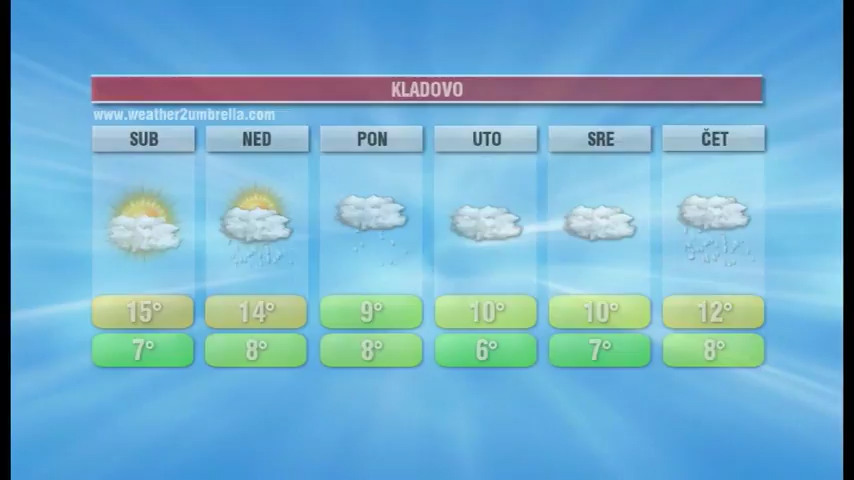 KLADOVO
www.weather2umbrella.com
SUB NED PON UTO SRE ČET
15° 14° 9° 10° 10° 12°
7° 8° 8° 6° 7° 8°